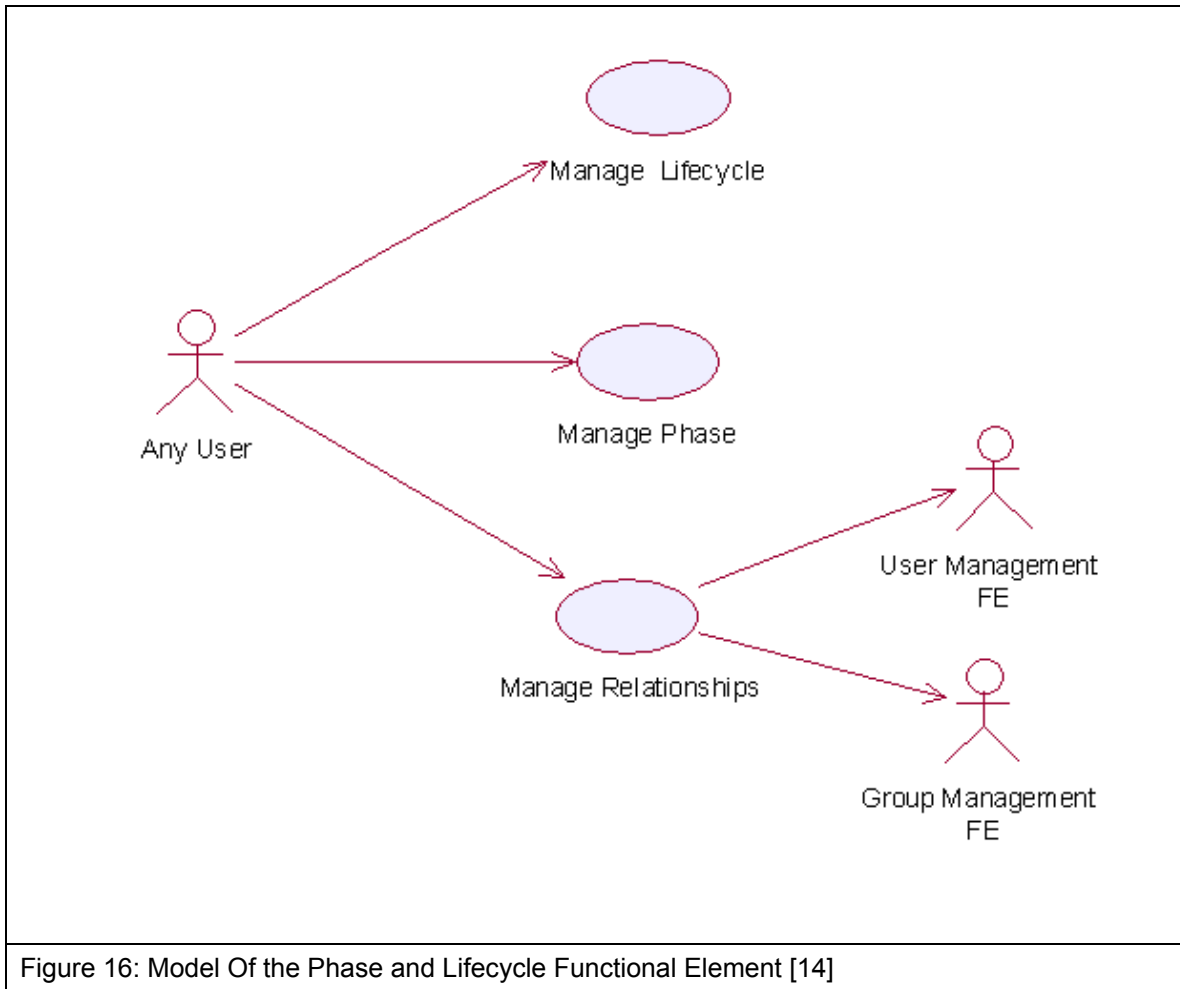 Manage Lifecycle
Any User
Manage Phase
User Management
FE
Manage Relationships
Group Management
FE
Figure 16: Model Of the Phase and Lifecycle Functional Element [14]